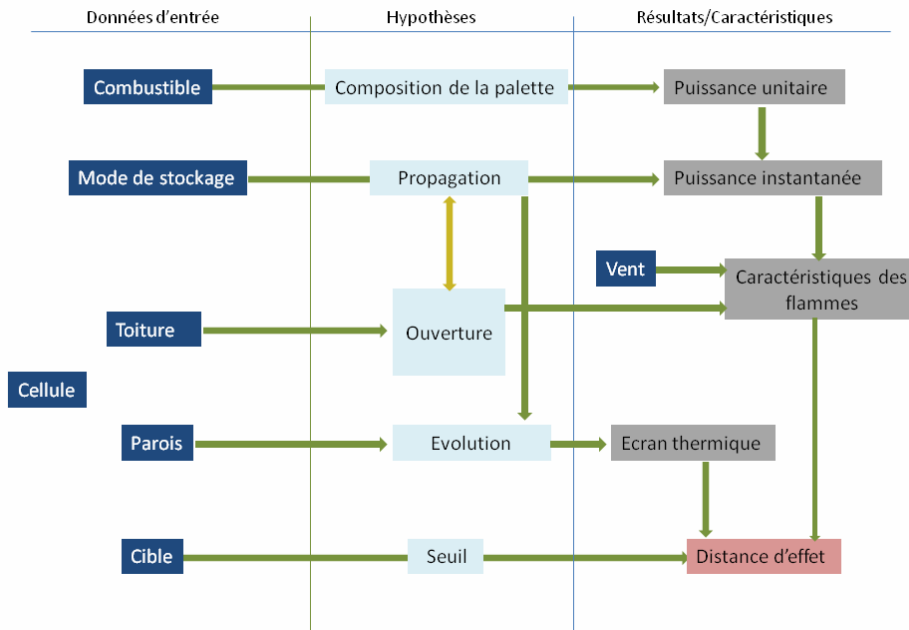 Données d'entrée
Hypothèses
Résultats/Caractéristiques
Combustible
Composition de la palette
Puissance unitaire
Mode de stockage
Propagation
Puissance instantanée
Vent
Caractéristiques des
flammes
Toiture
Ouverture
Cellule
Parois
Evolution
Ecran thermique
Cible
Seuil
Distance d'effet